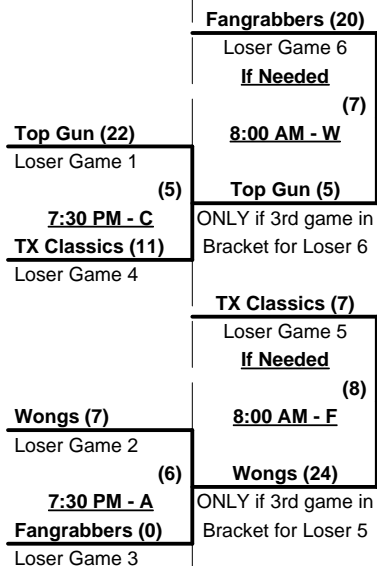 Fangrabbers (20)
Loser Game 6
If Needed
(7)
8:00 AM - W
Top Gun (22)
Loser Game 1
(5)
7:30 PM - C
TX Classics (11)
Loser Game 4
Top Gun (5)
ONLY if 3rd game in
Bracket for Loser 6
TX Classics (7)
Loser Game 5
If Needed
(8)
8:00 AM - F
Wongs (7)
Loser Game 2
(6)
7:30 PM - A
Fangrabbers (0)
Loser Game 3
Wongs (24)
ONLY if 3rd game in
Bracket for Loser 5